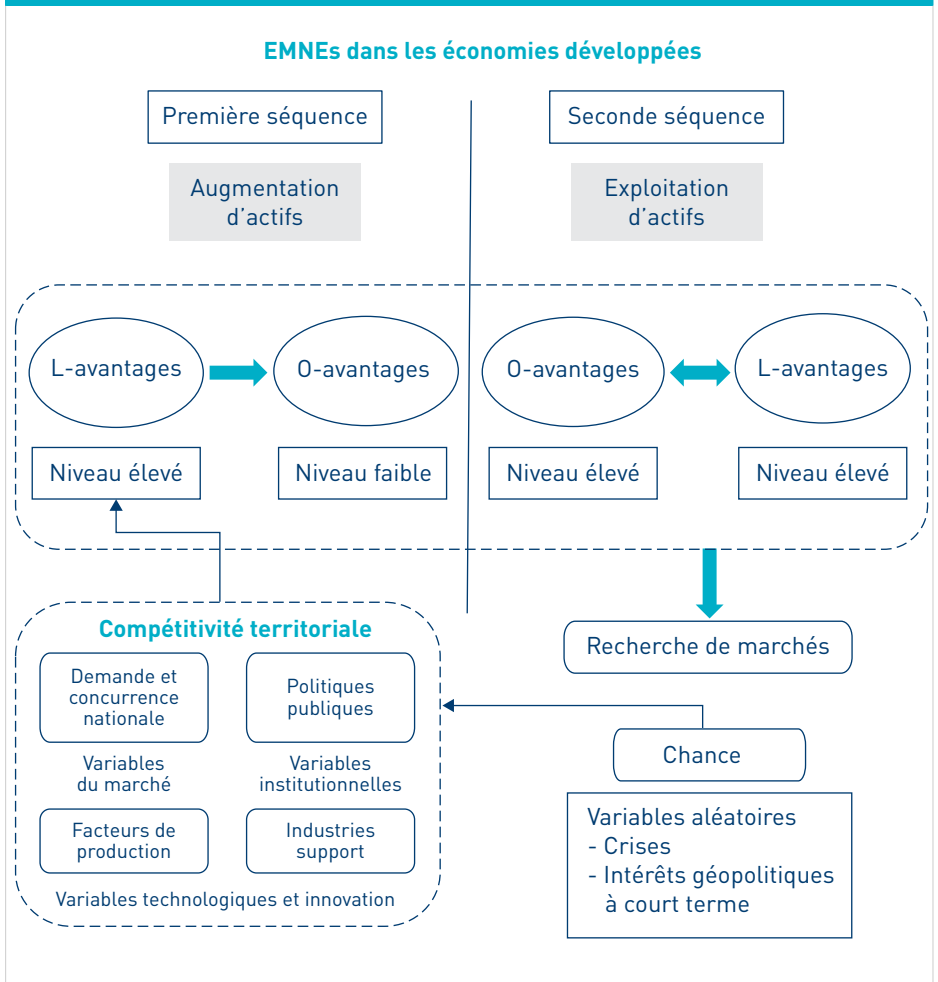 EMNEs dans les économies développées
Première séquence
Seconde séquence
Augmentation
d'actifs
Exploitation
d'actifs
L-avantages
O-avantages
O-avantages
L-avantages
Niveau élevé
Niveau faible
Niveau élevé
Niveau élevé
Compétitivité territoriale
Demande et
concurrence
nationale
Politiques
publiques
Variables
du marché
Variables
institutionnelles
Facteurs de
production
Industries
support
Variables technologiques et innovation
Recherche de marchés
Chance
Variables aléatoires
- Crises
- Intérêts géopolitiques
à court terme